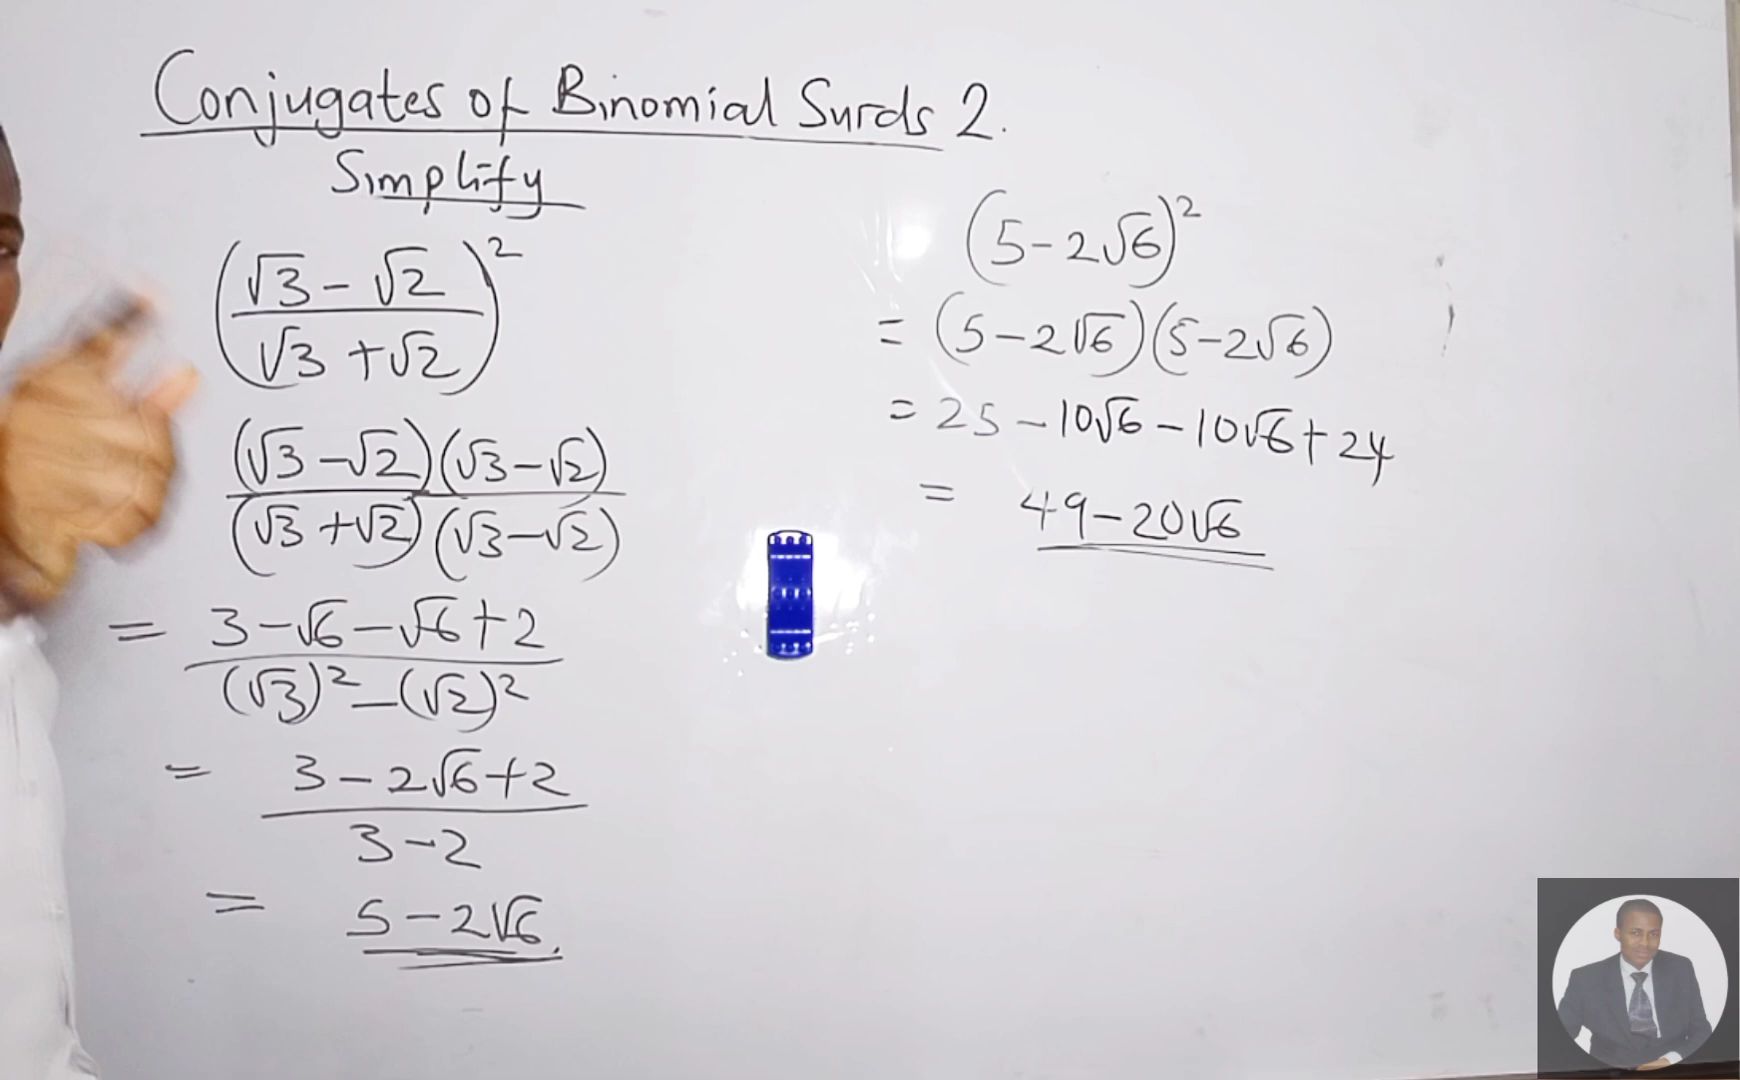 Conjugates of Binomial Surds 2.
Simplify
((√3 - √2)/(√3 + √2))²
(√3 - √2)(√3 - √2)
(√3 + √2)(√3 - √2)
= 3 - √6 - √6 + 2
(√3)² - (√2)²
= 3 - 2√6 + 2
3 - 2
= 5 - 2√6.
(5 - 2√6)²
= (5 - 2√6)(5 - 2√6)
= 25 - 10√6 - 10√6 + 24
= 49 - 20√6